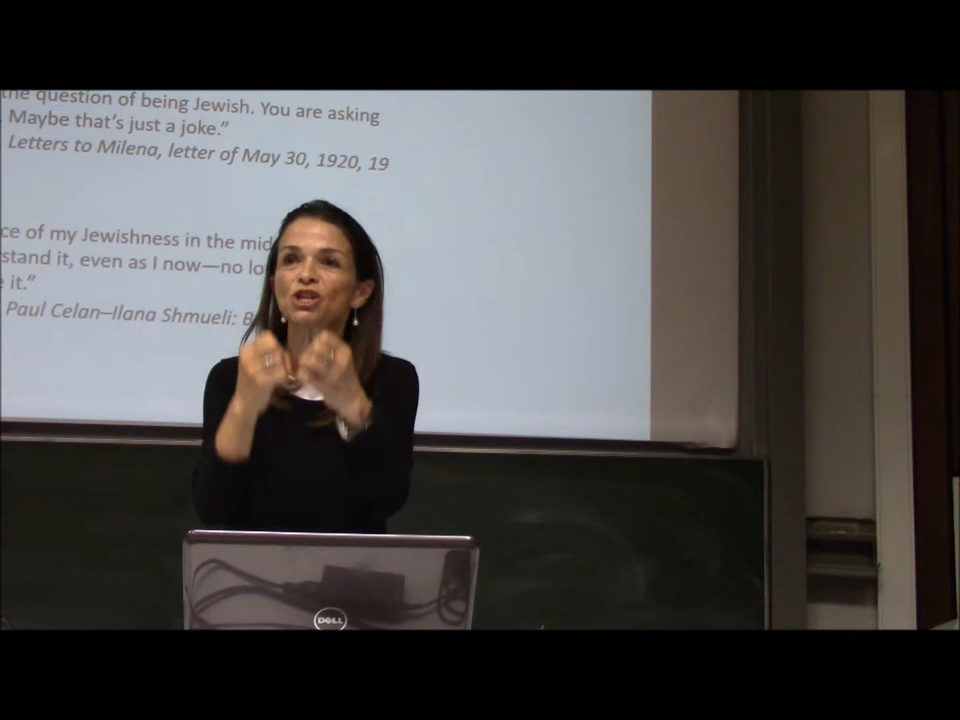 the question of being Jewish. You are asking
Maybe that's just a joke.”
Letters to Milena, letter of May 30, 1920, 19
ce of my Jewishness in the mid
stand it, even as I now—no lo
it.”
Paul Celan–Ilana Shmueli: B
DELL